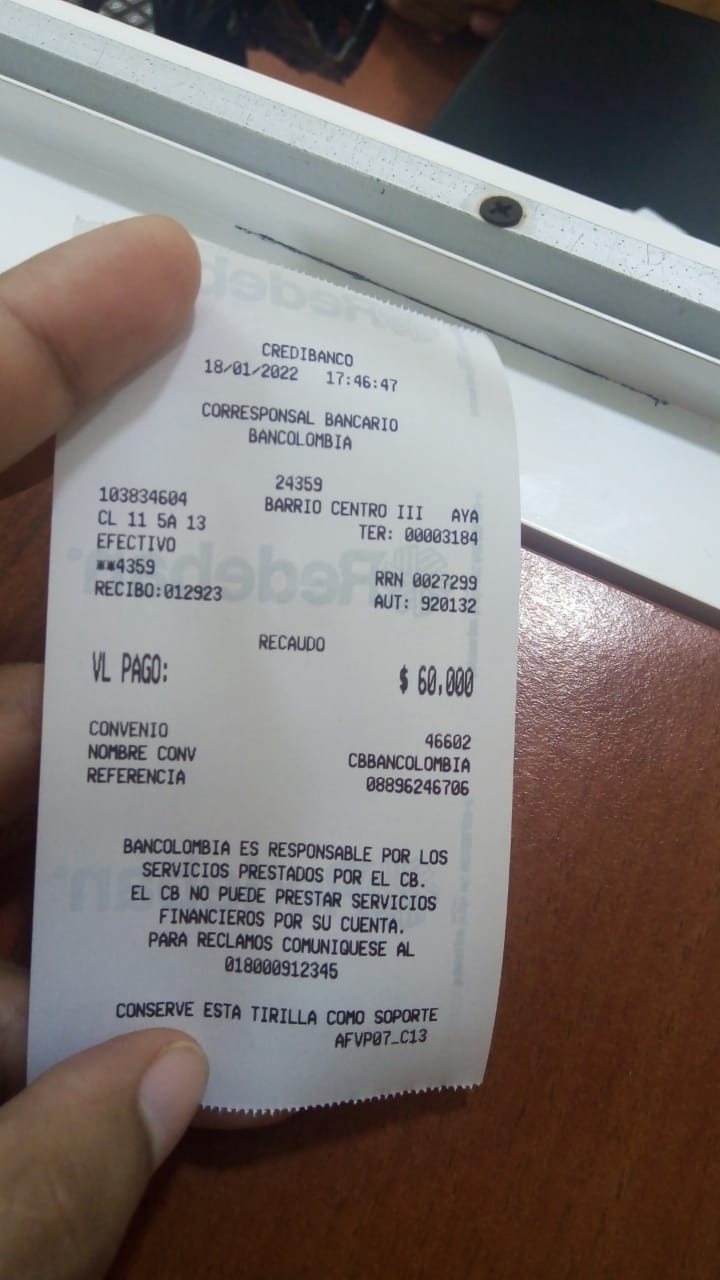 CREDIBANCO
18/01/2022 17:46:47
CORRESPONSAL BANCARIO
BANCOLOMBIA
24359
103834604 BARRIO CENTRO III AYA
CL 11 5A 13 TER: 00003184
EFECTIVO
**4359 RRN 0027299
RECIBO:012923 AUT: 920132
RECAUDO
VL PAGO: $ 60.000
CONVENIO 46602
NOMBRE CONV CBBANCOLOMBIA
REFERENCIA 08896246706
BANCOLOMBIA ES RESPONSABLE POR LOS
SERVICIOS PRESTADOS POR EL CB.
EL CB NO PUEDE PRESTAR SERVICIOS
FINANCIEROS POR SU CUENTA.
PARA RECLAMOS COMUNIQUESE AL
018000912345
CONSERVE ESTA TIRILLA COMO SOPORTE
AFVP07_C13